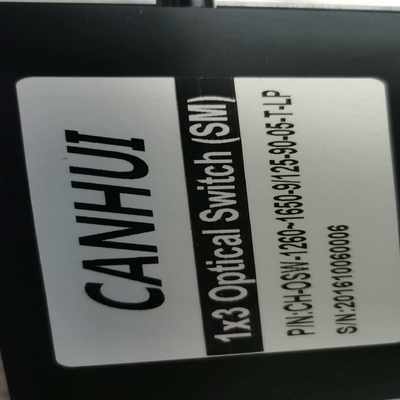 CANHUI
1x3 Optical Switch (SM)
P/N:CH-OSW-1260~1650-9/125-90-05-T-LP
S/N:201610060006